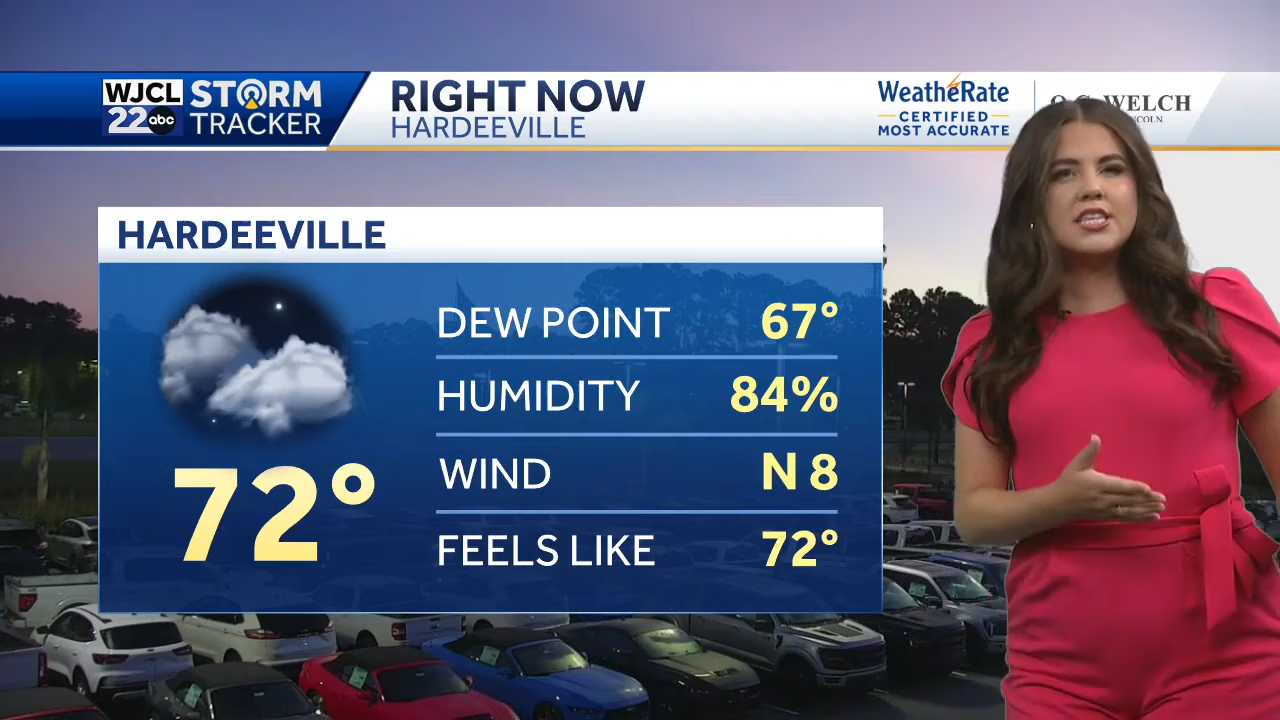 WJCL
22 abc
STORM
TRACKER
RIGHT NOW
HARDEEVILLE
WeatheRate
CERTIFIED
MOST ACCURATE
WELCH
HARDEEVILLE
72°
DEW POINT 67°
HUMIDITY 84%
WIND N 8
FEELS LIKE 72°